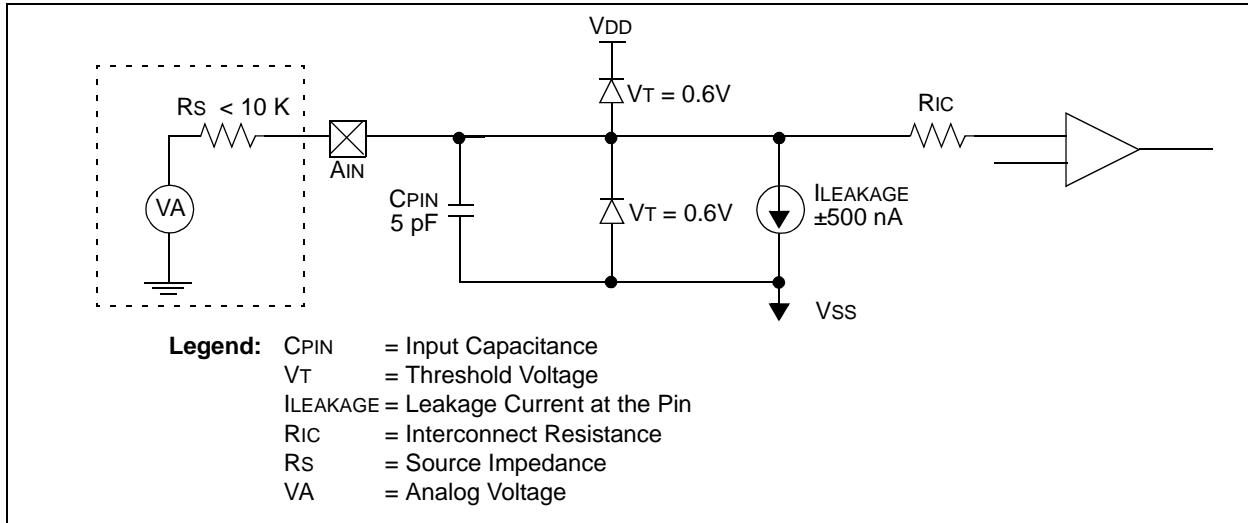 VDD
RS < 10 K
VT = 0.6V
RIC
AIN
VA
CPIN
5 pF
VT = 0.6V
ILEAKAGE
±500 nA
VSS
Legend: CPIN = Input Capacitance
VT = Threshold Voltage
ILEAKAGE = Leakage Current at the Pin
RIC = Interconnect Resistance
RS = Source Impedance
VA = Analog Voltage